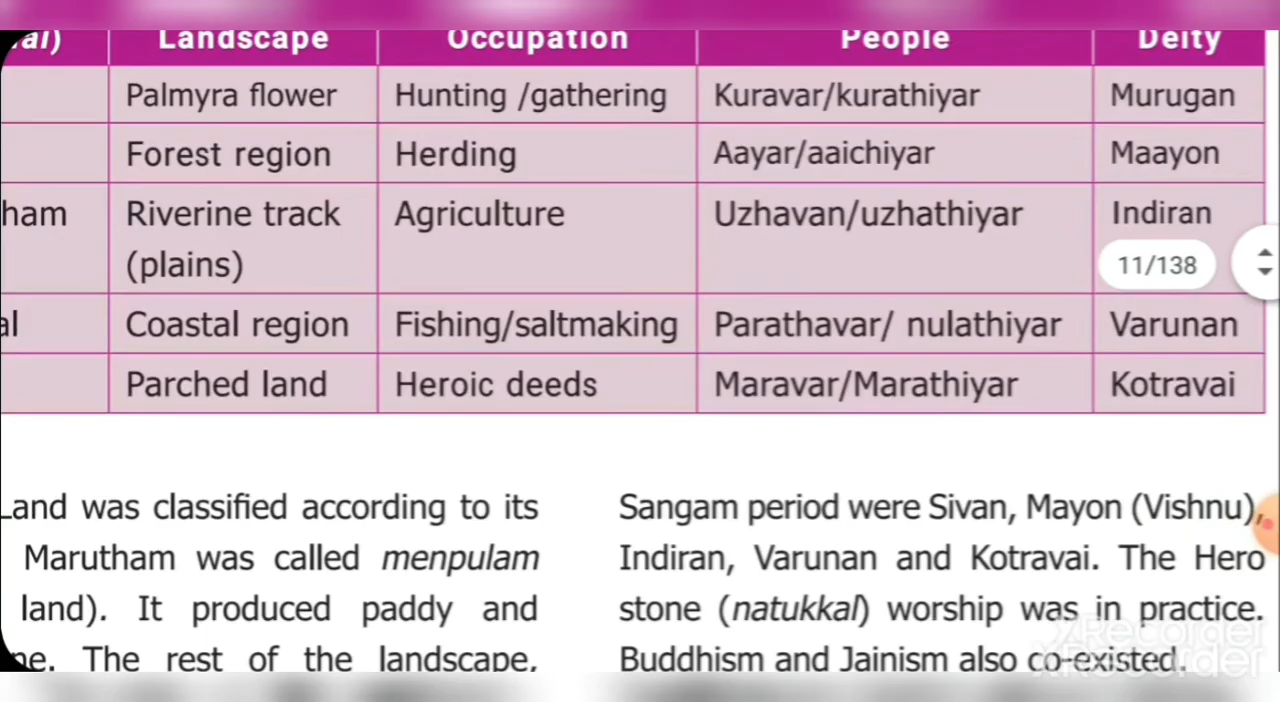 al) Landscape Occupation People Deity
Palmyra flower Hunting /gathering Kuravar/kurathiyar Murugan
Forest region Herding Aayar/aaichiyar Maayon
ham Riverine track Agriculture Uzhavan/uzhathiyar Indiran
(plains)
11/138
al Coastal region Fishing/saltmaking Parathavar/ nulathiyar Varunan
Parched land Heroic deeds Maravar/Marathiyar Kotravai
Land was classified according to its
Marutham was called menpulam
land). It produced paddy and
ne. The rest of the landscape,
Sangam period were Sivan, Mayon (Vishnu),
Indiran, Varunan and Kotravai. The Hero
stone (natukkal) worship was in practice.
Buddhism and Jainism also co-existed.
XRecorder
XRecorder